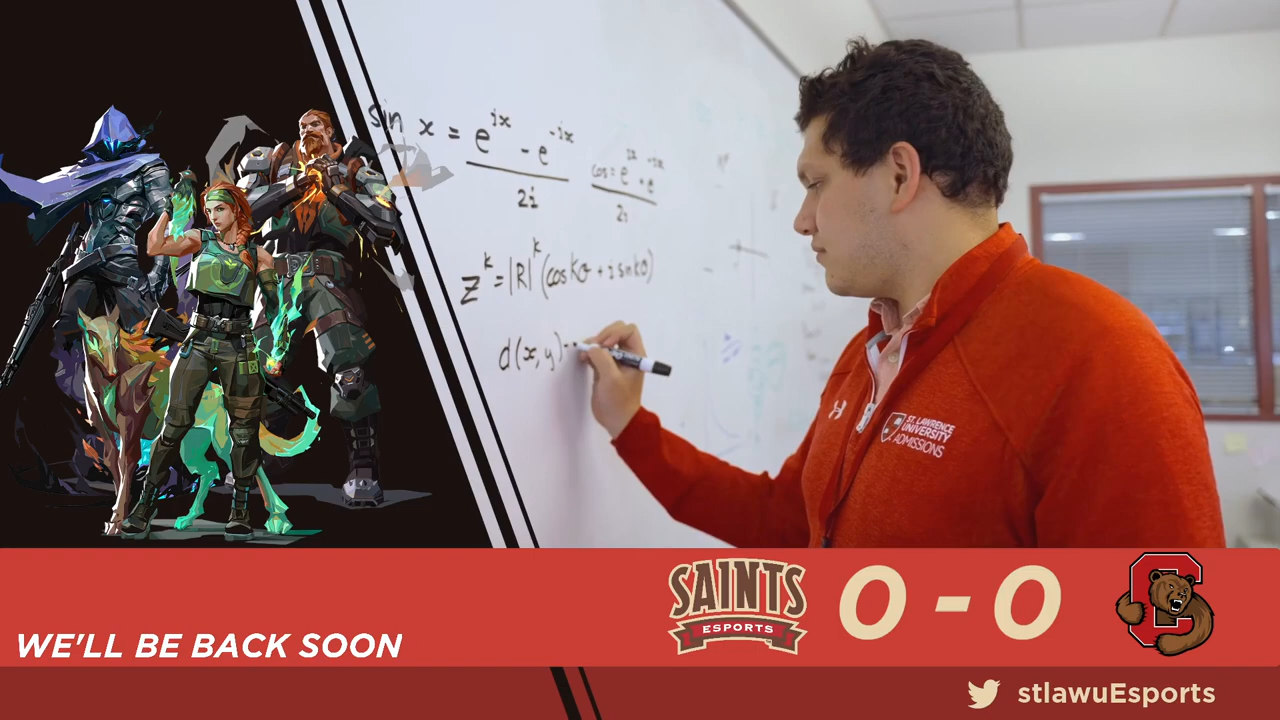 sin x = e^ix - e^-ix / 2i
cos = e^ix + e^-ix / 2
z^k = |R|^k (cos kθ + i sin kθ)
d(x,y)
ST. LAWRENCE
UNIVERSITY
ADMISSIONS
SAINTS
ESPORTS
0 - 0
C
WE'LL BE BACK SOON
stlawuEsports